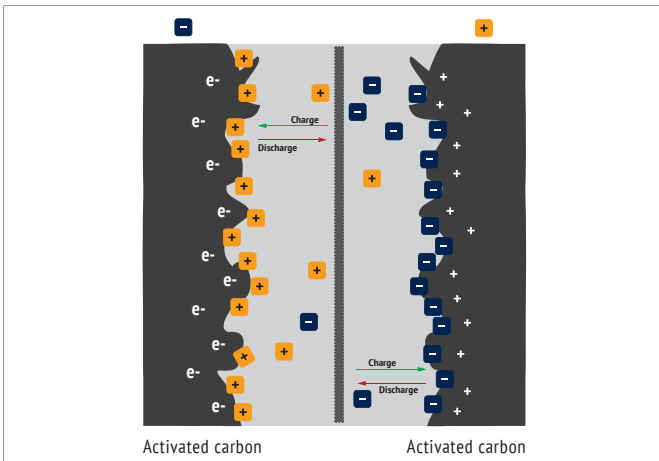 − +
e-
e-
Charge
Discharge
e-
e-
e-
e-
e-
e-
Charge
e-
Discharge
e-
Activated carbon
Activated carbon